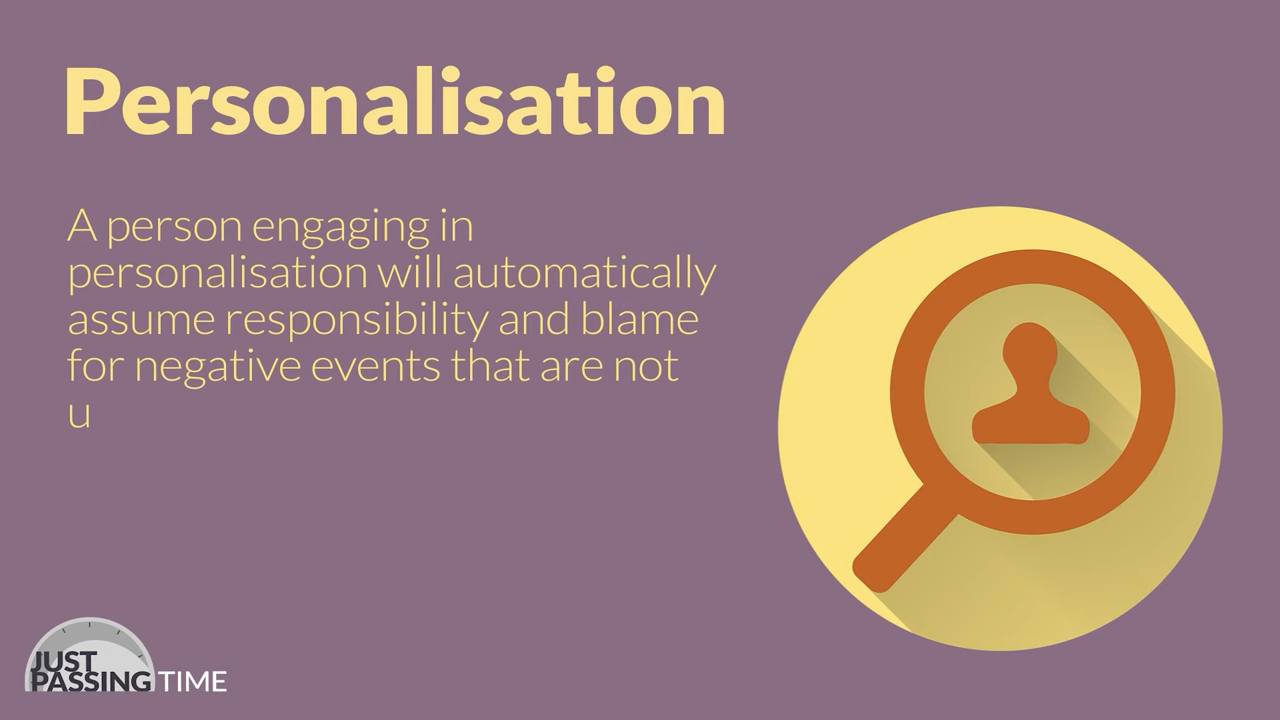 Personalisation
A person engaging in
personalisation will automatically
assume responsibility and blame
for negative events that are not
u
JUST
PASSING TIME